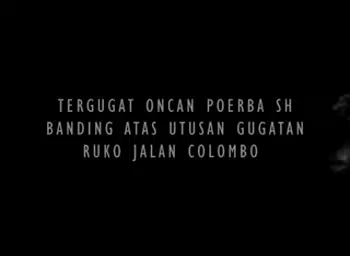 TERGUGAT ONCAN POERBA SH
BANDING ATAS UTUSAN GUGATAN
RUKO JALAN COLOMBO